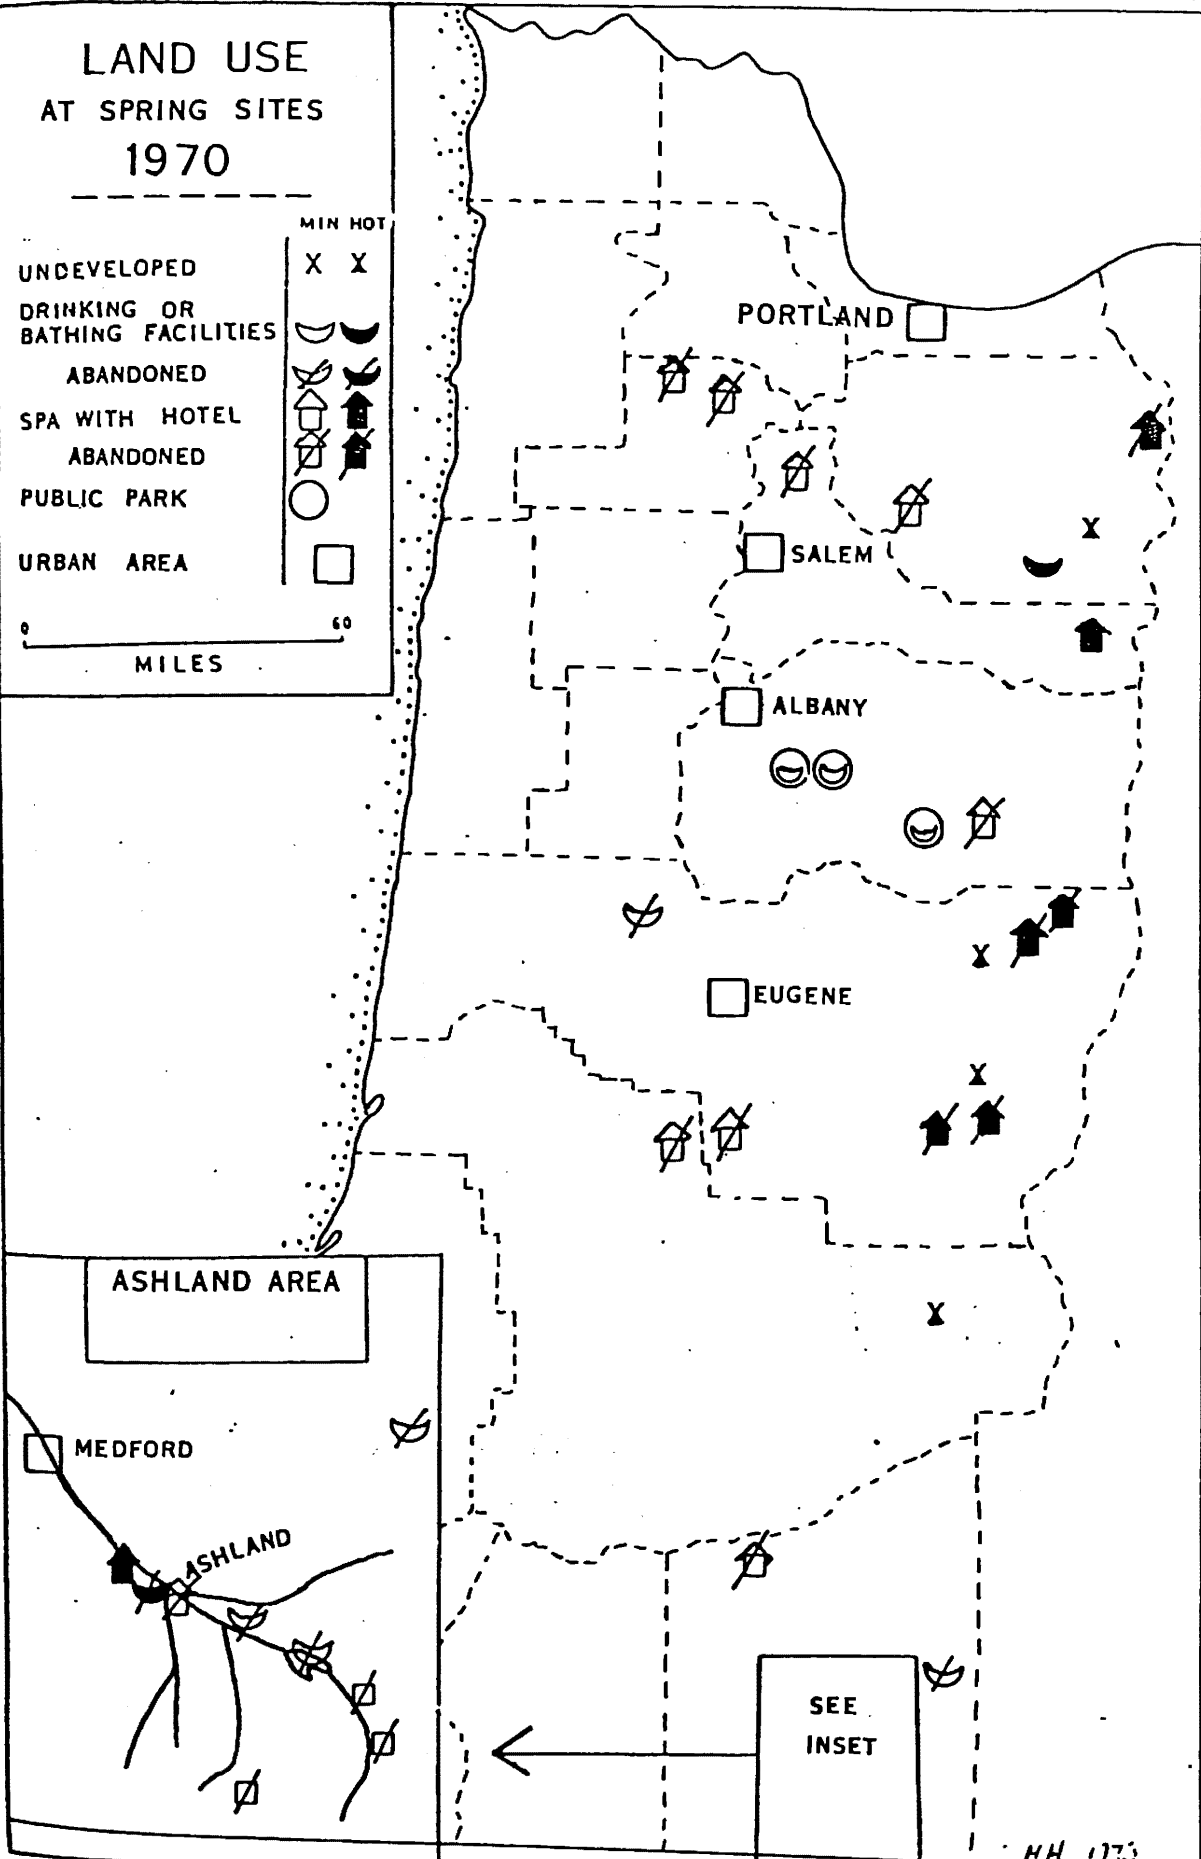 LAND USE
AT SPRING SITES
1970
MIN HOT
UNDEVELOPED X X
DRINKING OR
BATHING FACILITIES
ABANDONED
SPA WITH HOTEL
ABANDONED
PUBLIC PARK
URBAN AREA
0 60
MILES
PORTLAND
X
SALEM
ALBANY
X
EUGENE
X
X
ASHLAND AREA
MEDFORD
ASHLAND
SEE
INSET
HH